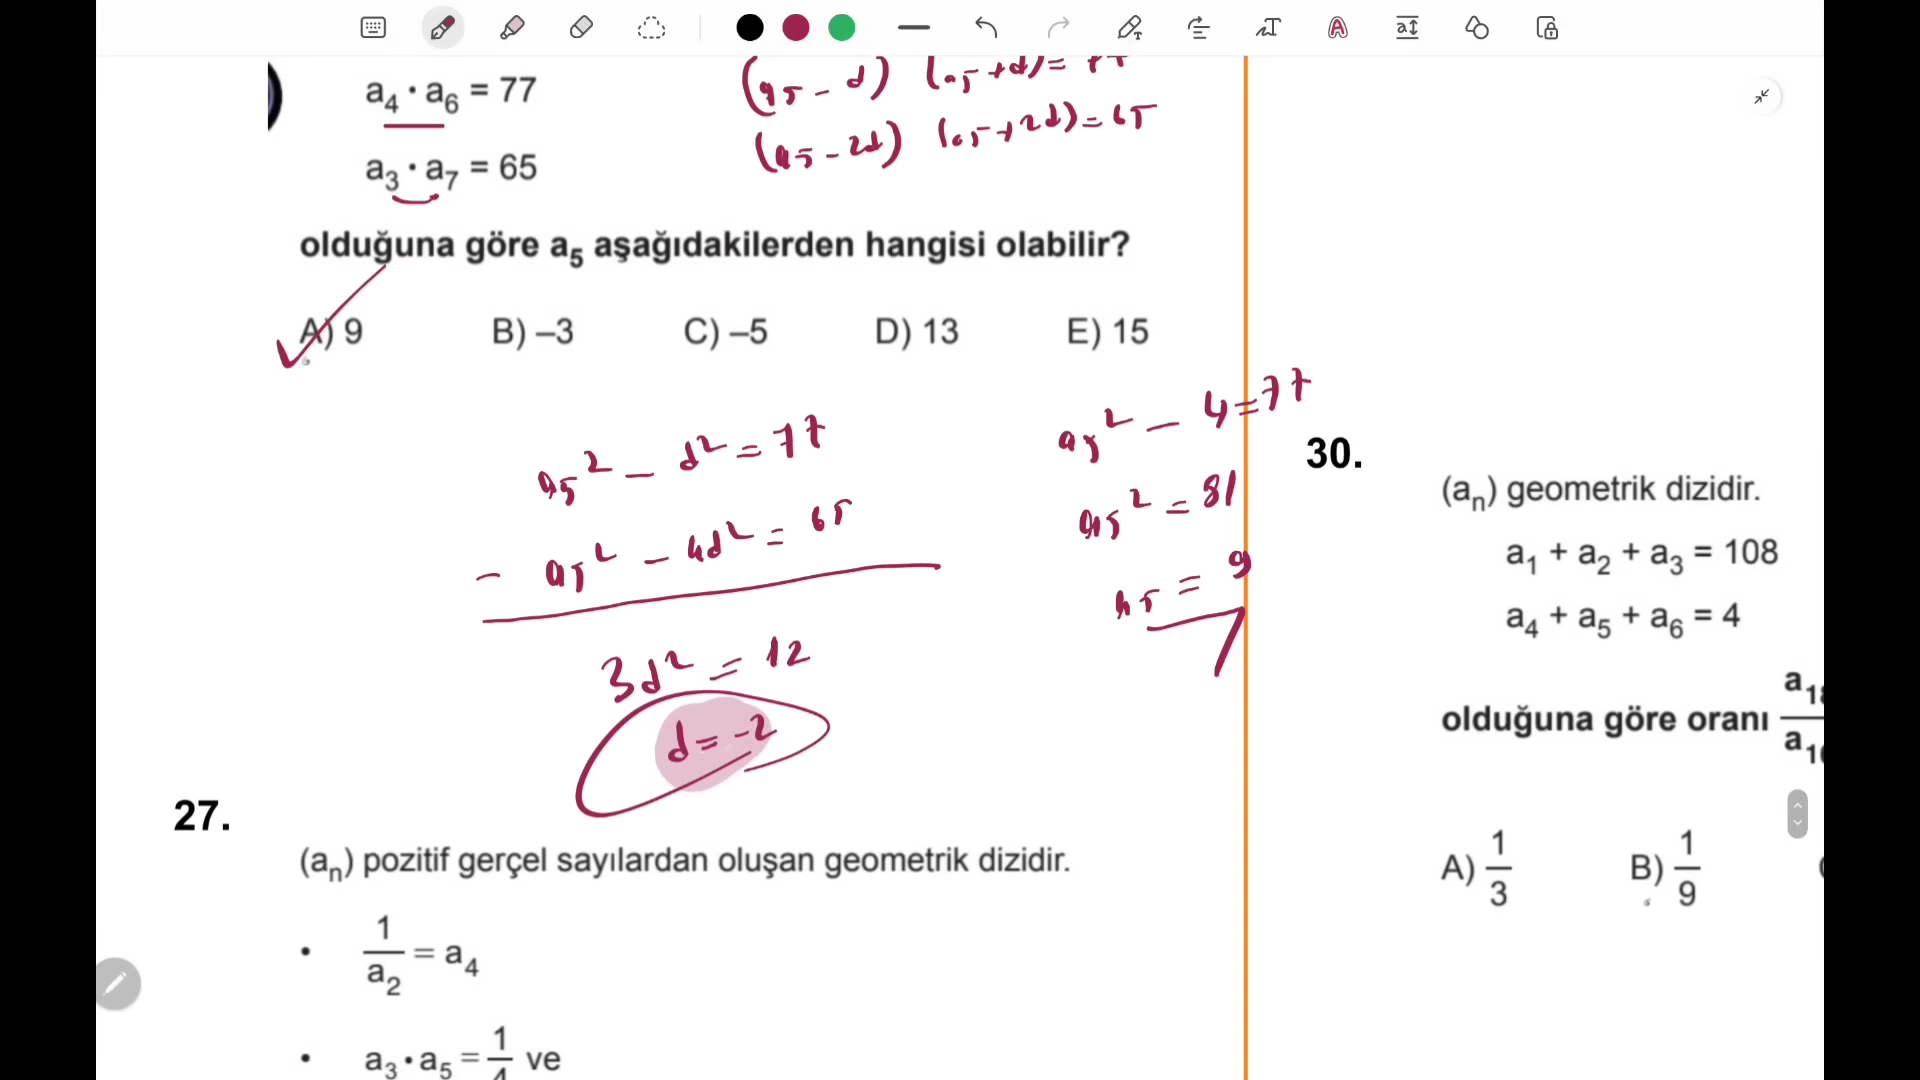 a4 · a6 = 77
(a5 - d) (a5 + d) = 77
a3 · a7 = 65
(a5 - 2d) (a5 + 2d) = 65
olduğuna göre a5 aşağıdakilerden hangisi olabilir?
A) 9 B) –3 C) –5 D) 13 E) 15
a5² - d² = 77
- a5² - 4d² = 65
3d² = 12
d = -2
a5² - 4 = 77
a5² = 81
a5 = 9
27.
(an) pozitif gerçel sayılardan oluşan geometrik dizidir.
• 1/a2 = a4
• a3 · a5 = 1/4 ve
30.
(an) geometrik dizidir.
a1 + a2 + a3 = 108
a4 + a5 + a6 = 4
olduğuna göre oranı
A) 1/3 B) 1/9